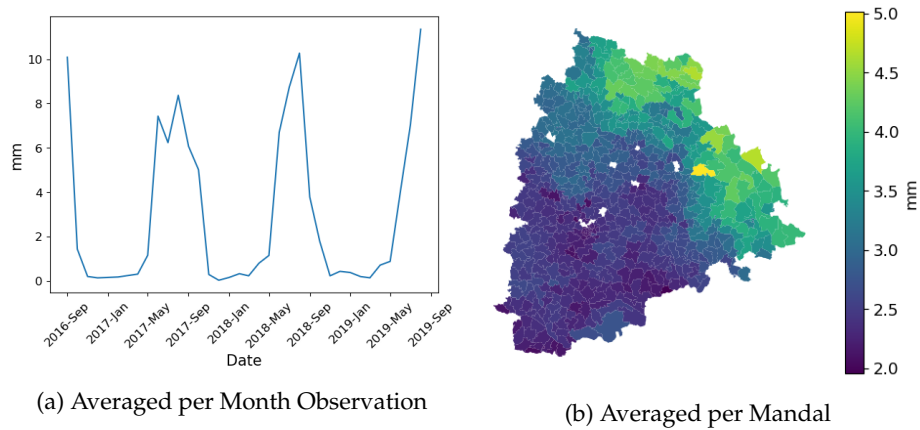 10
8
6
4
2
0
mm
2016-Sep
2017-Jan
2017-May
2017-Sep
2018-Jan
2018-May
2018-Sep
2019-Jan
2019-May
2019-Sep
Date
(a) Averaged per Month Observation
5.0
4.5
4.0
3.5
3.0
2.5
2.0
mm
(b) Averaged per Mandal